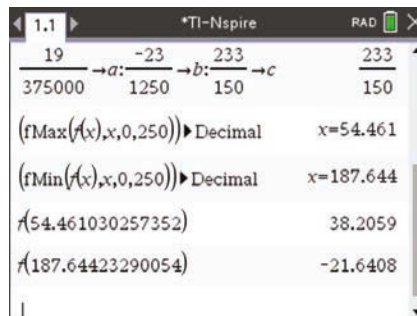 1.1 *TI-Nspire RAD
19/375000→a: -23/1250→b: 233/150→c 233/150
(fMax(f(x),x,0,250))▶Decimal x=54.461
(fMin(f(x),x,0,250))▶Decimal x=187.644
f(54.461030257352) 38.2059
f(187.64423290054) -21.6408